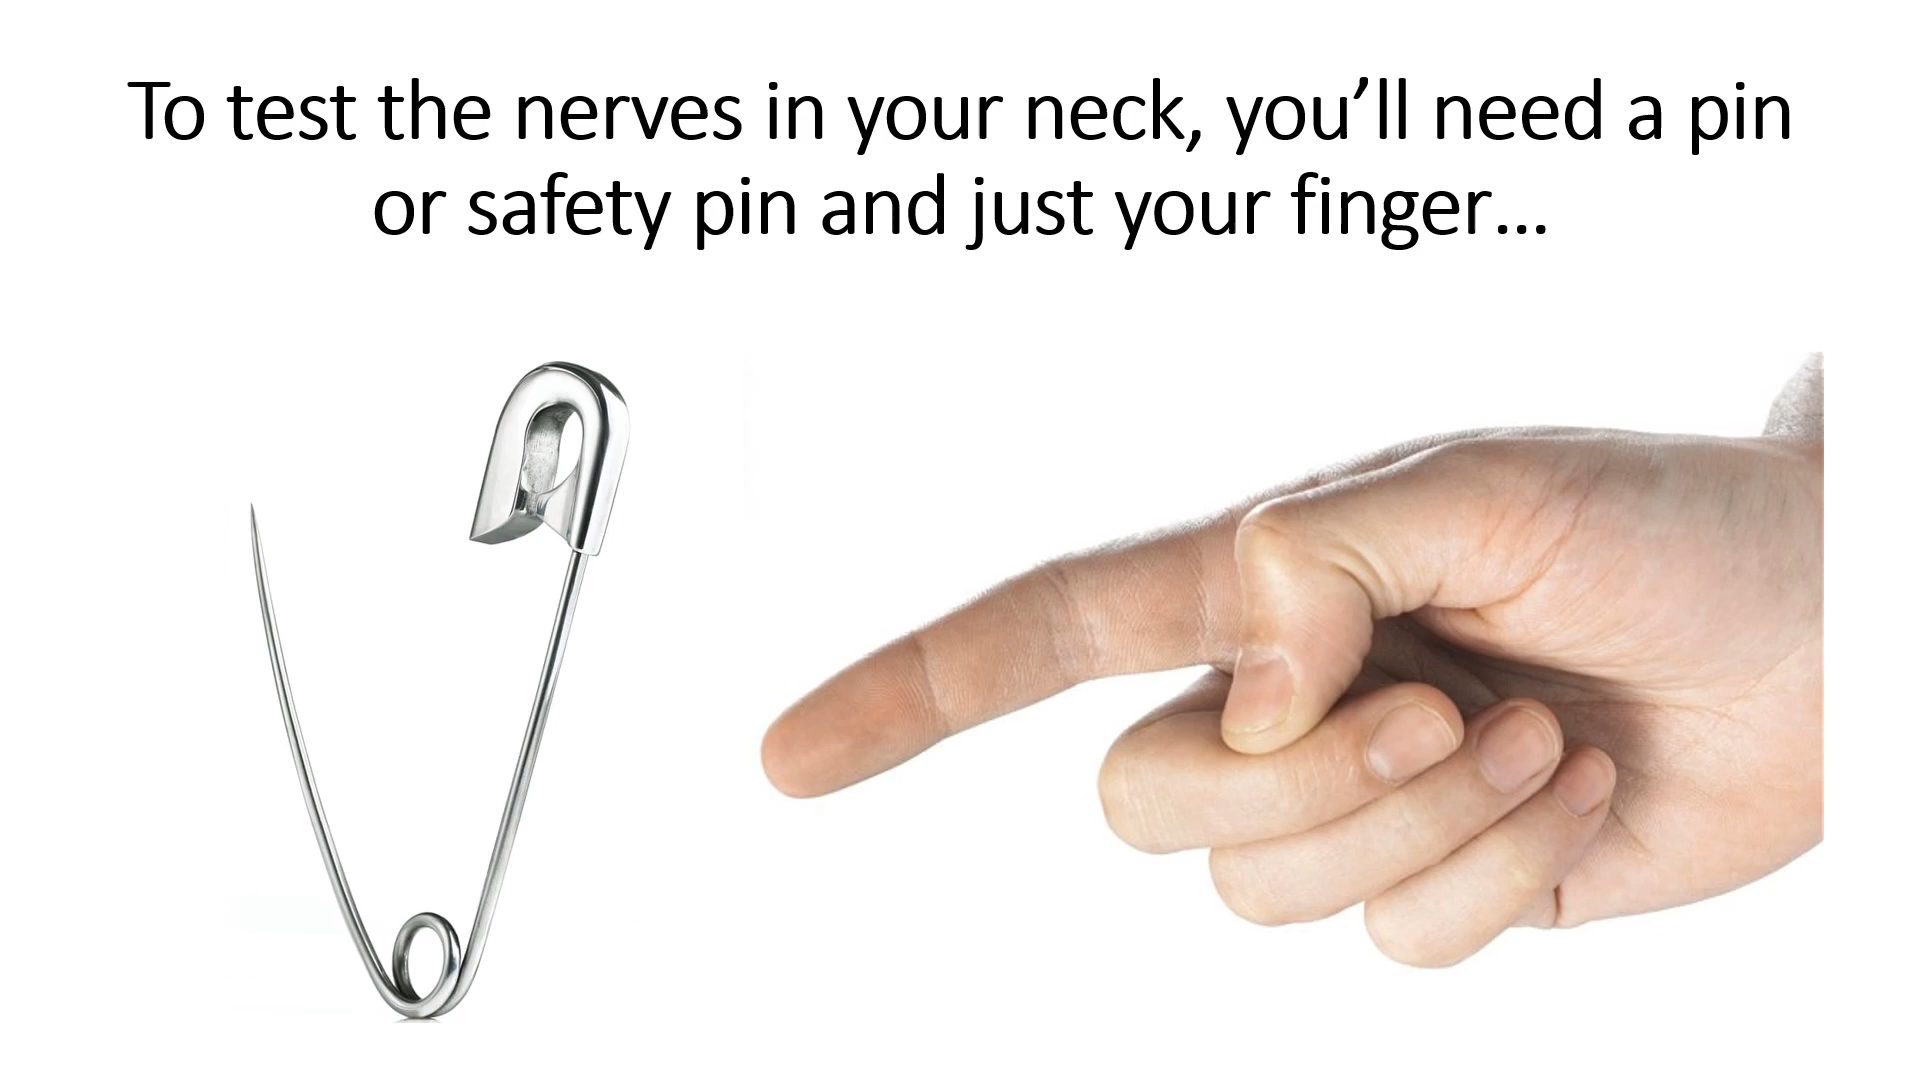 To test the nerves in your neck, you’ll need a pin
or safety pin and just your finger…